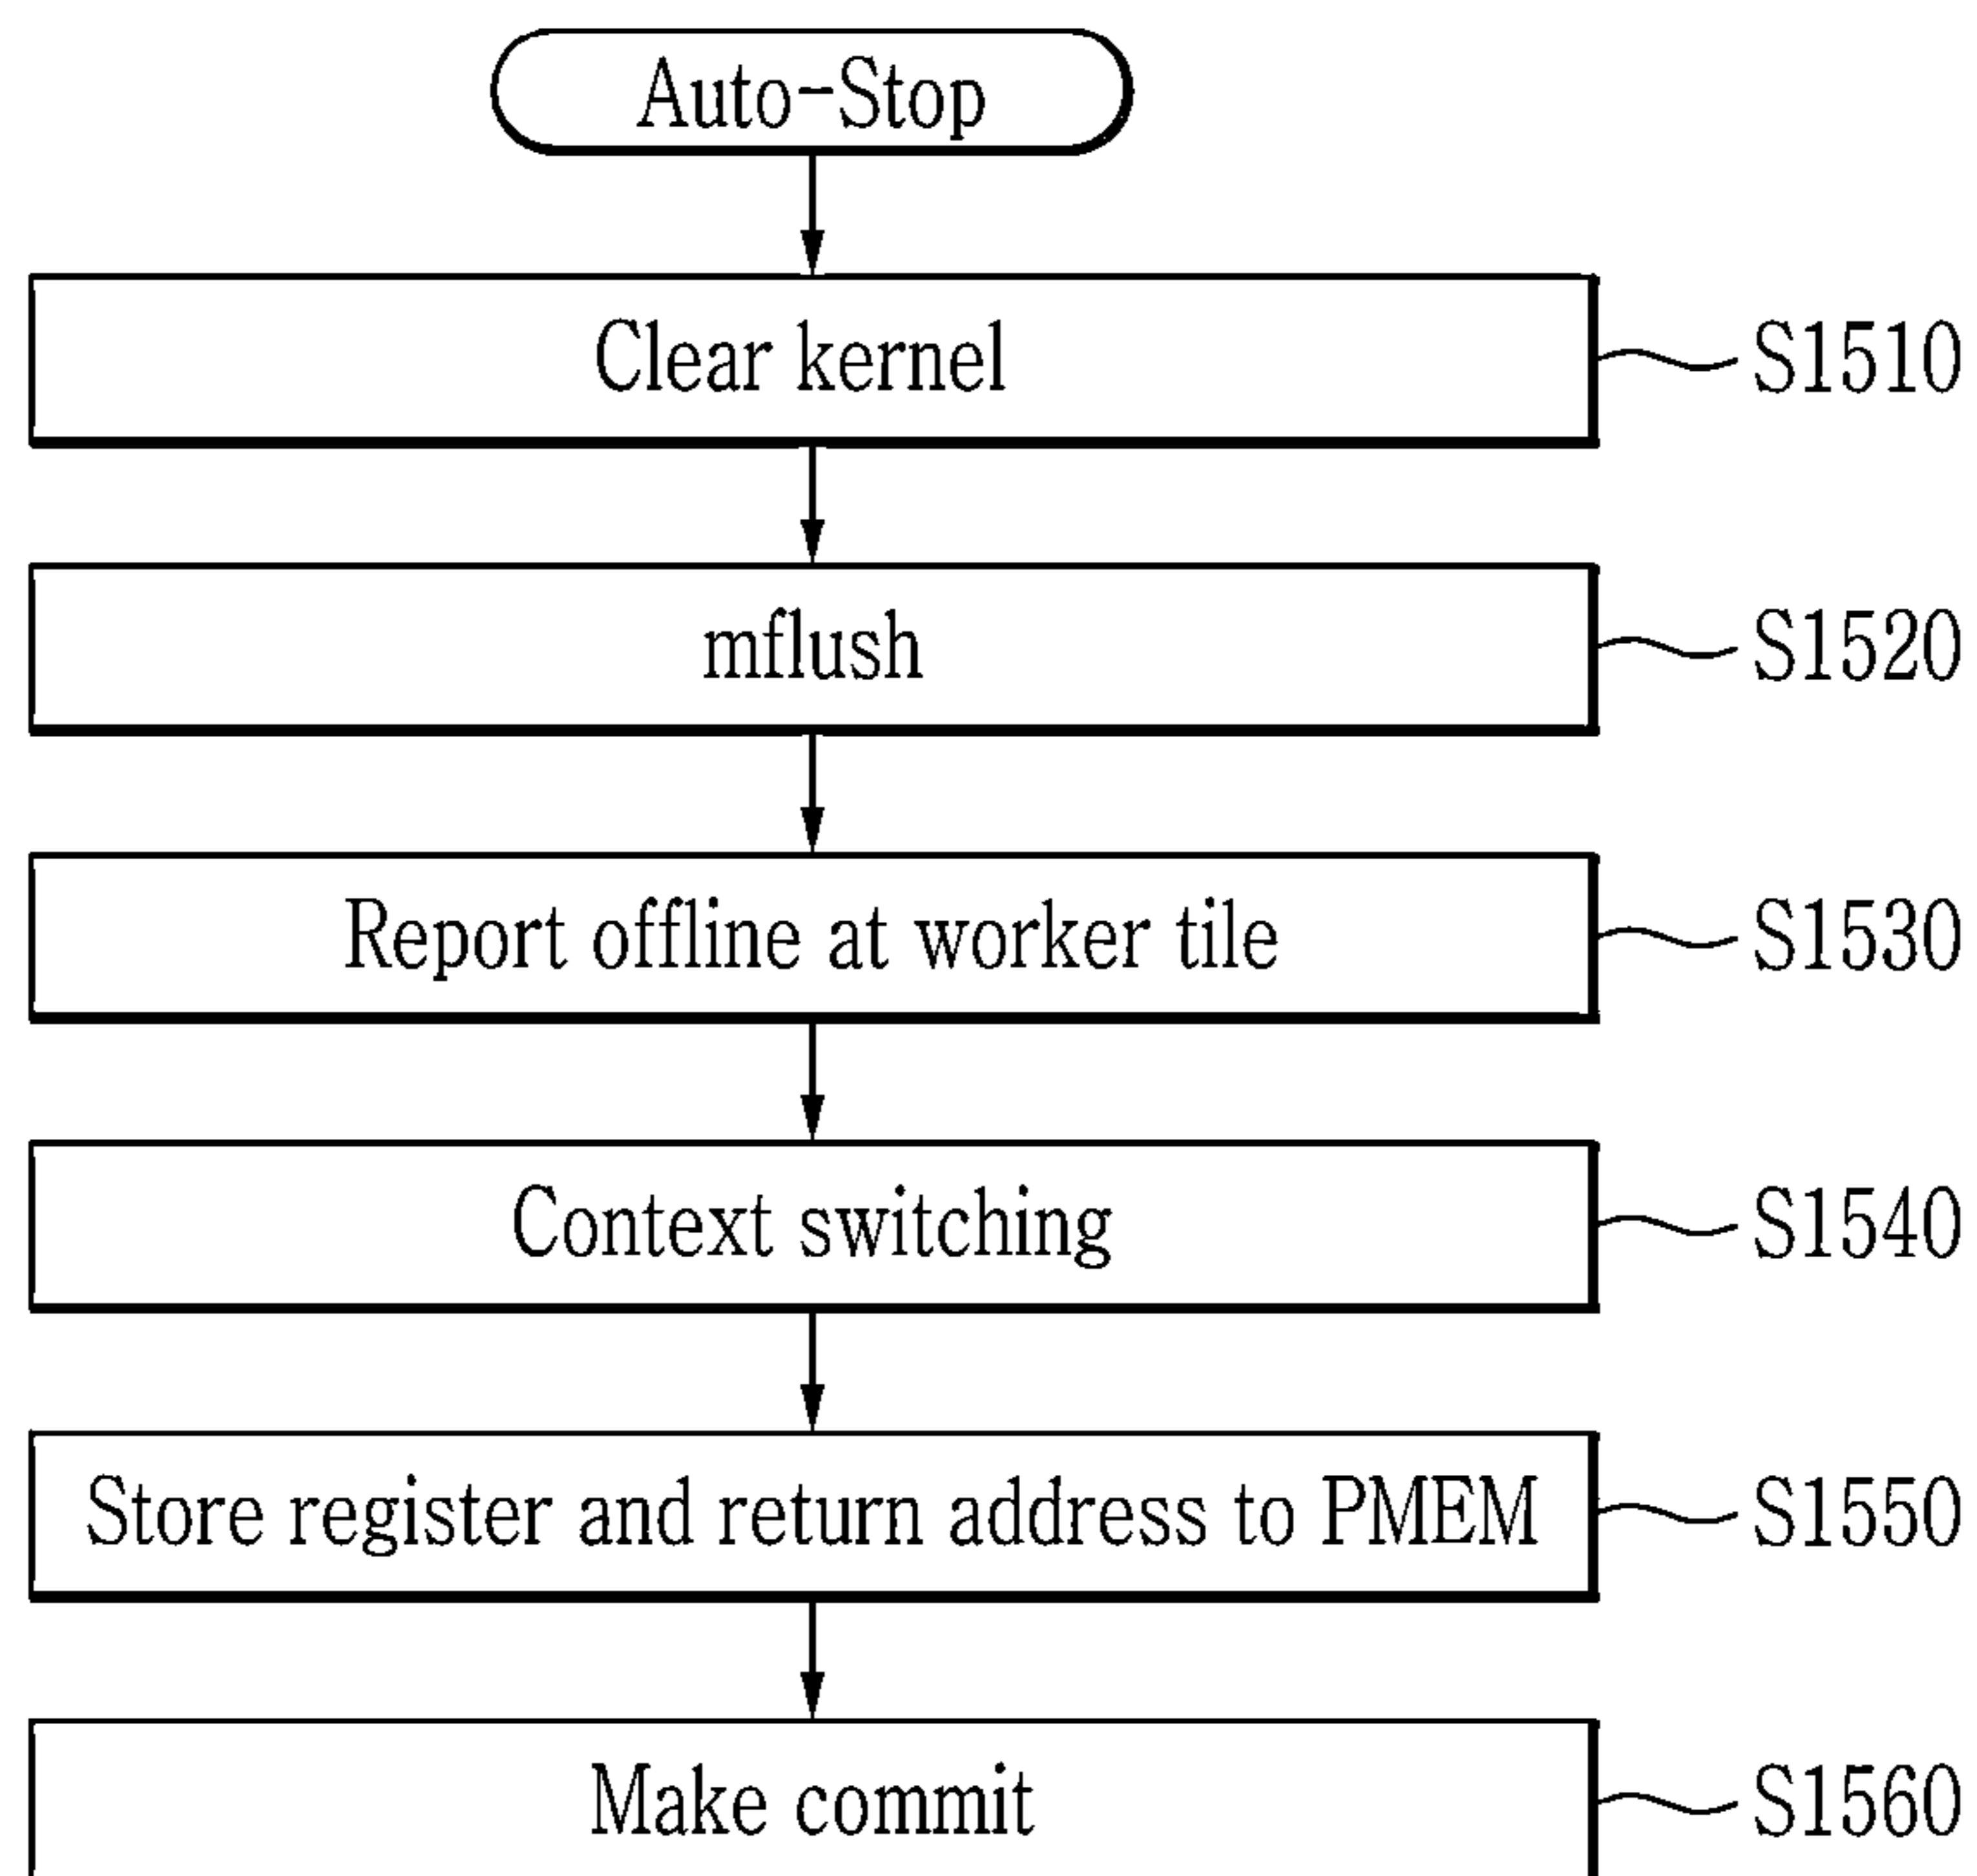 Auto-Stop
Clear kernel
S1510
mflush
S1520
Report offline at worker tile
S1530
Context switching
S1540
Store register and return address to PMEM
S1550
Make commit
S1560